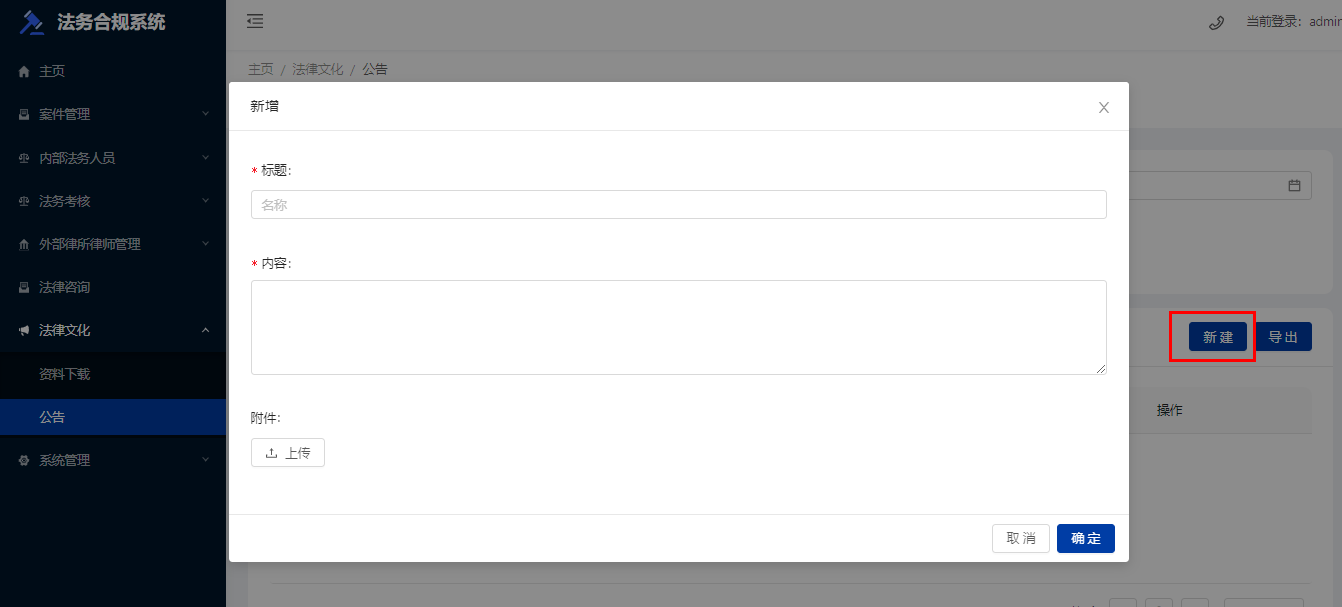 法务合规系统
当前登录：admin
主页
案件管理
内部法务人员
法务考核
外部律所律师管理
法律咨询
法律文化
资料下载
公告
系统管理
主页 / 法律文化 / 公告
新增
* 标题:
名称
* 内容:
附件:
上传
取 消 确 定
新 建 导 出
操作